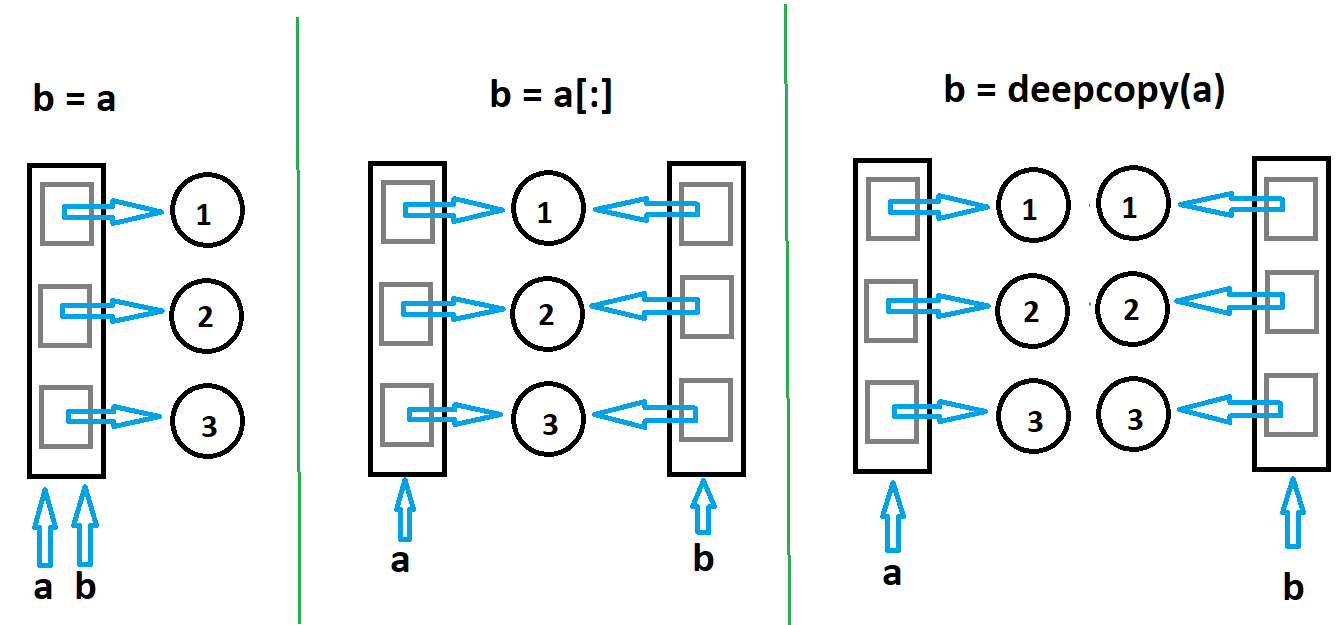 b = a
1
2
3
a b
b = a[:]
1
2
3
a b
b = deepcopy(a)
1 1
2 2
3 3
a b